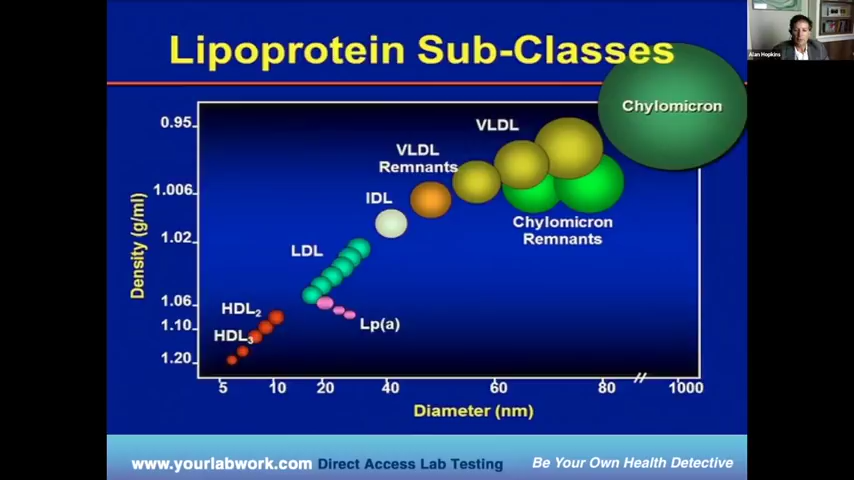 Lipoprotein Sub-Classes
Alan Hopkins
Chylomicron
0.95
VLDL
VLDL
Remnants
1.006
IDL
Chylomicron
Remnants
Density (g/ml)
1.02
LDL
1.06
HDL2
Lp(a)
1.10
HDL3
1.20
5 10 20 40 60 80 1000
Diameter (nm)
www.yourlabwork.com Direct Access Lab Testing Be Your Own Health Detective